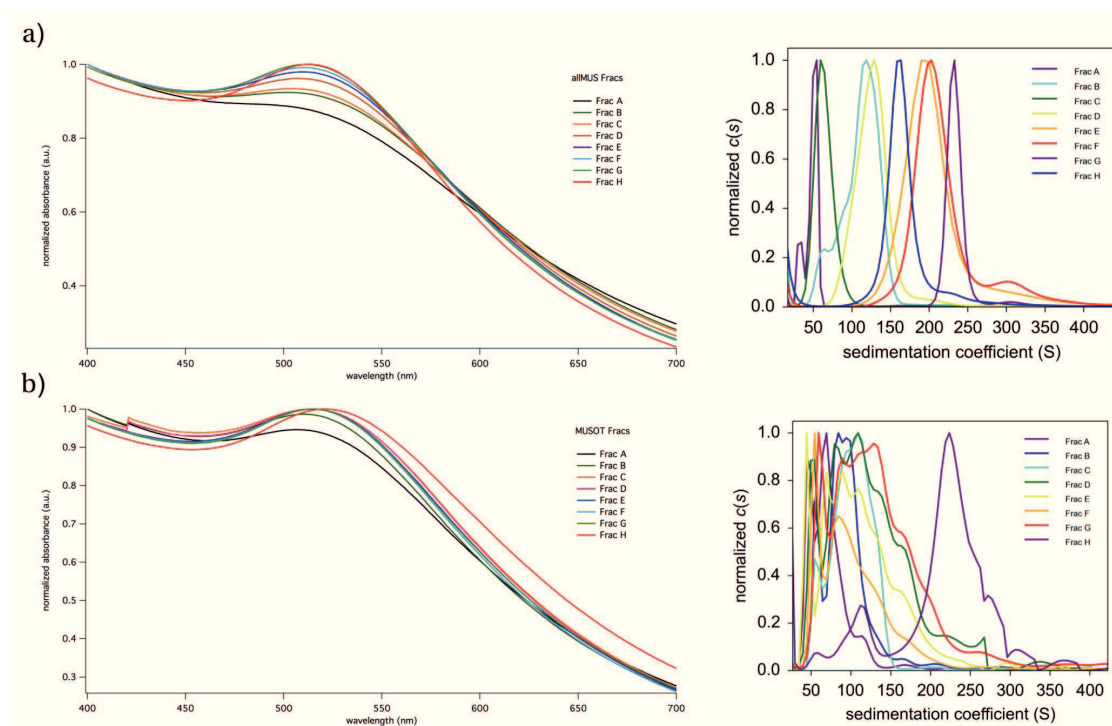 a)
1.0
0.8
0.6
0.4
400
450
500
550
600
650
700
normalized absorbance (a.u.)
wavelength (nm)
allMUS Fracs
Frac A
Frac B
Frac C
Frac D
Frac E
Frac F
Frac G
Frac H
1.0
0.8
0.6
0.4
0.2
0.0
50
100
150
200
250
300
350
400
normalized c(s)
sedimentation coefficient (S)
Frac A
Frac B
Frac C
Frac D
Frac E
Frac F
Frac G
Frac H
b)
1.0
0.9
0.8
0.7
0.6
0.5
0.4
0.3
400
450
500
550
600
650
700
normalized absorbance (a.u.)
wavelength (nm)
MUSOT Fracs
Frac A
Frac B
Frac C
Frac D
Frac E
Frac F
Frac G
Frac H
1.0
0.8
0.6
0.4
0.2
0.0
50
100
150
200
250
300
350
400
normalized c(s)
sedimentation coefficient (S)
Frac A
Frac B
Frac C
Frac D
Frac E
Frac F
Frac G
Frac H